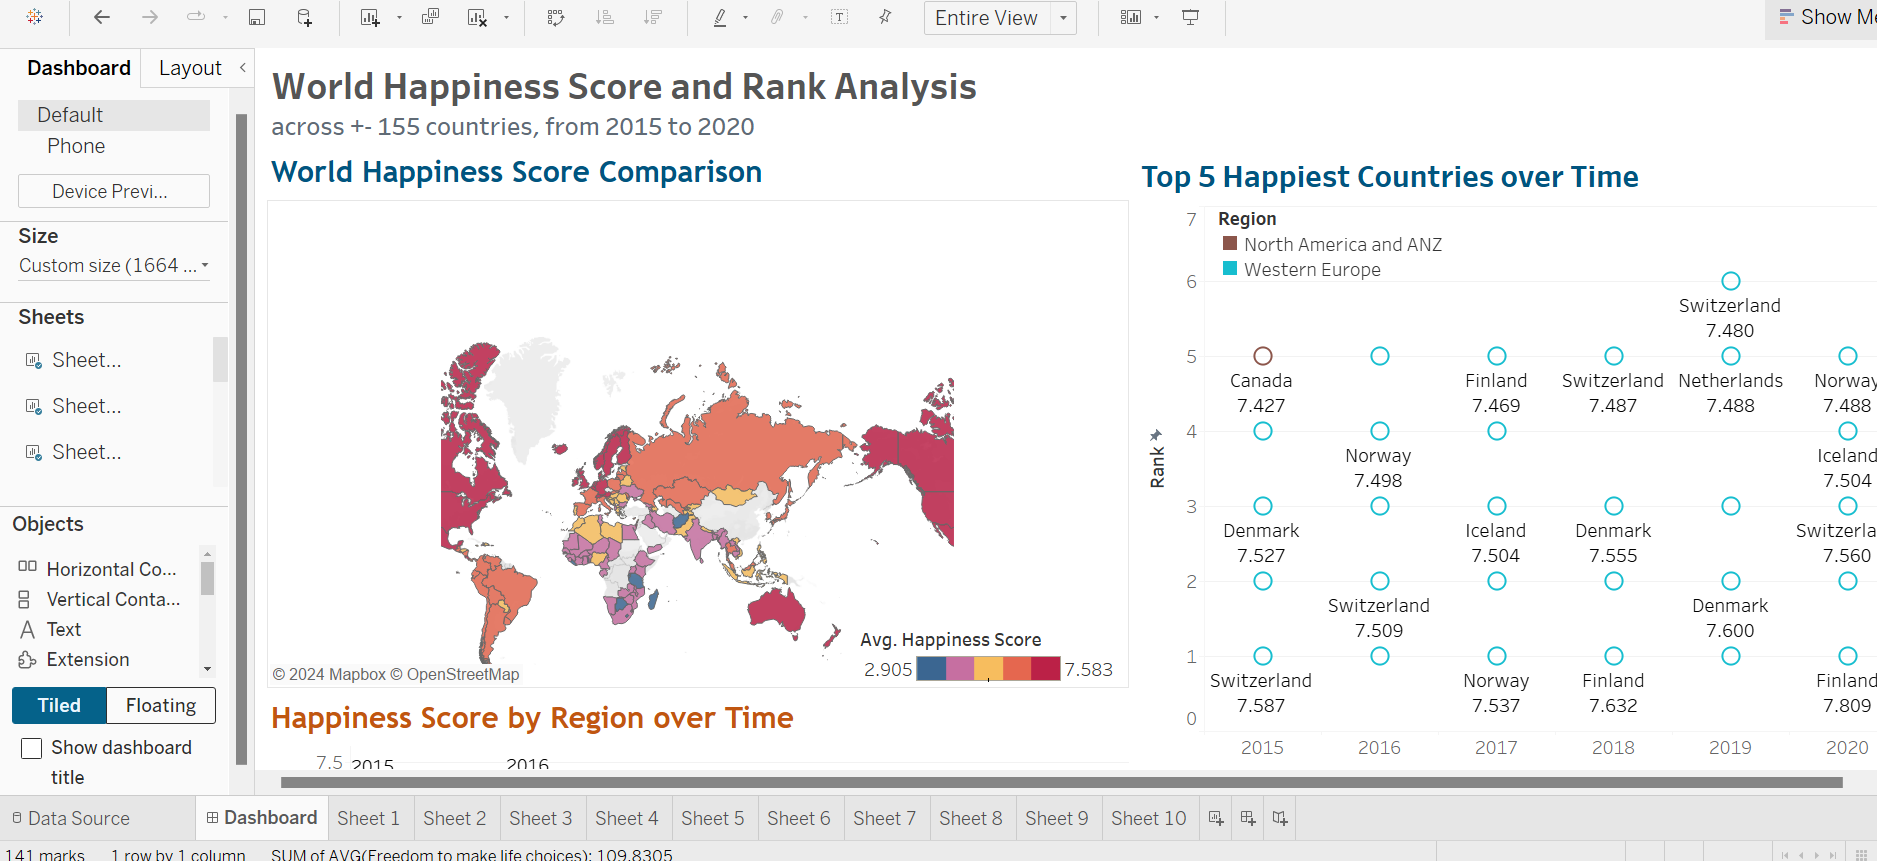 Entire View
Show Me
Dashboard
Layout
Default
Phone
Device Previ...
Size
Custom size (1664 ...
Sheets
Sheet...
Sheet...
Sheet...
Objects
Horizontal Co...
Vertical Conta...
Text
Extension
Tiled
Floating
Show dashboard
title
World Happiness Score and Rank Analysis
across +- 155 countries, from 2015 to 2020
World Happiness Score Comparison
Avg. Happiness Score
2.905
7.583
© 2024 Mapbox © OpenStreetMap
Happiness Score by Region over Time
7.5
2015
2016
Top 5 Happiest Countries over Time
Region
North America and ANZ
Western Europe
Rank
7
6
Switzerland
7.480
5
Canada
7.427
Finland
7.469
Switzerland
7.487
Netherlands
7.488
Norway
7.488
4
Norway
7.498
Iceland
7.504
3
Denmark
7.527
Iceland
7.504
Denmark
7.555
Switzerla
7.560
2
Switzerland
7.509
Denmark
7.600
1
Switzerland
7.587
Norway
7.537
Finland
7.632
Finland
7.809
0
2015 2016 2017 2018 2019 2020
Data Source
Dashboard
Sheet 1
Sheet 2
Sheet 3
Sheet 4
Sheet 5
Sheet 6
Sheet 7
Sheet 8
Sheet 9
Sheet 10
141 marks
1 row by 1 column
SUM of AVG(Freedom to make life choices): 109.8305